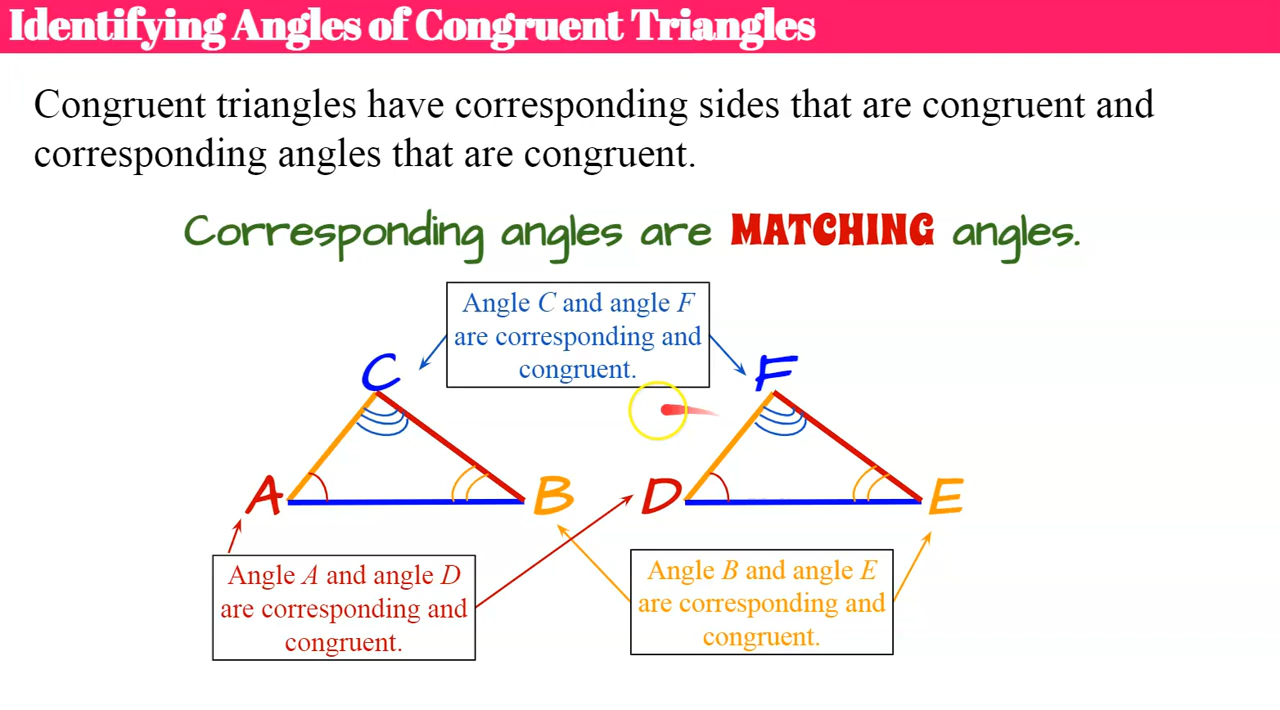 Identifying Angles of Congruent Triangles
Congruent triangles have corresponding sides that are congruent and
corresponding angles that are congruent.
Corresponding angles are MATCHING angles.
Angle C and angle F
are corresponding and
congruent.
C
F
A
B
D
E
Angle A and angle D
are corresponding and
congruent.
Angle B and angle E
are corresponding and
congruent.